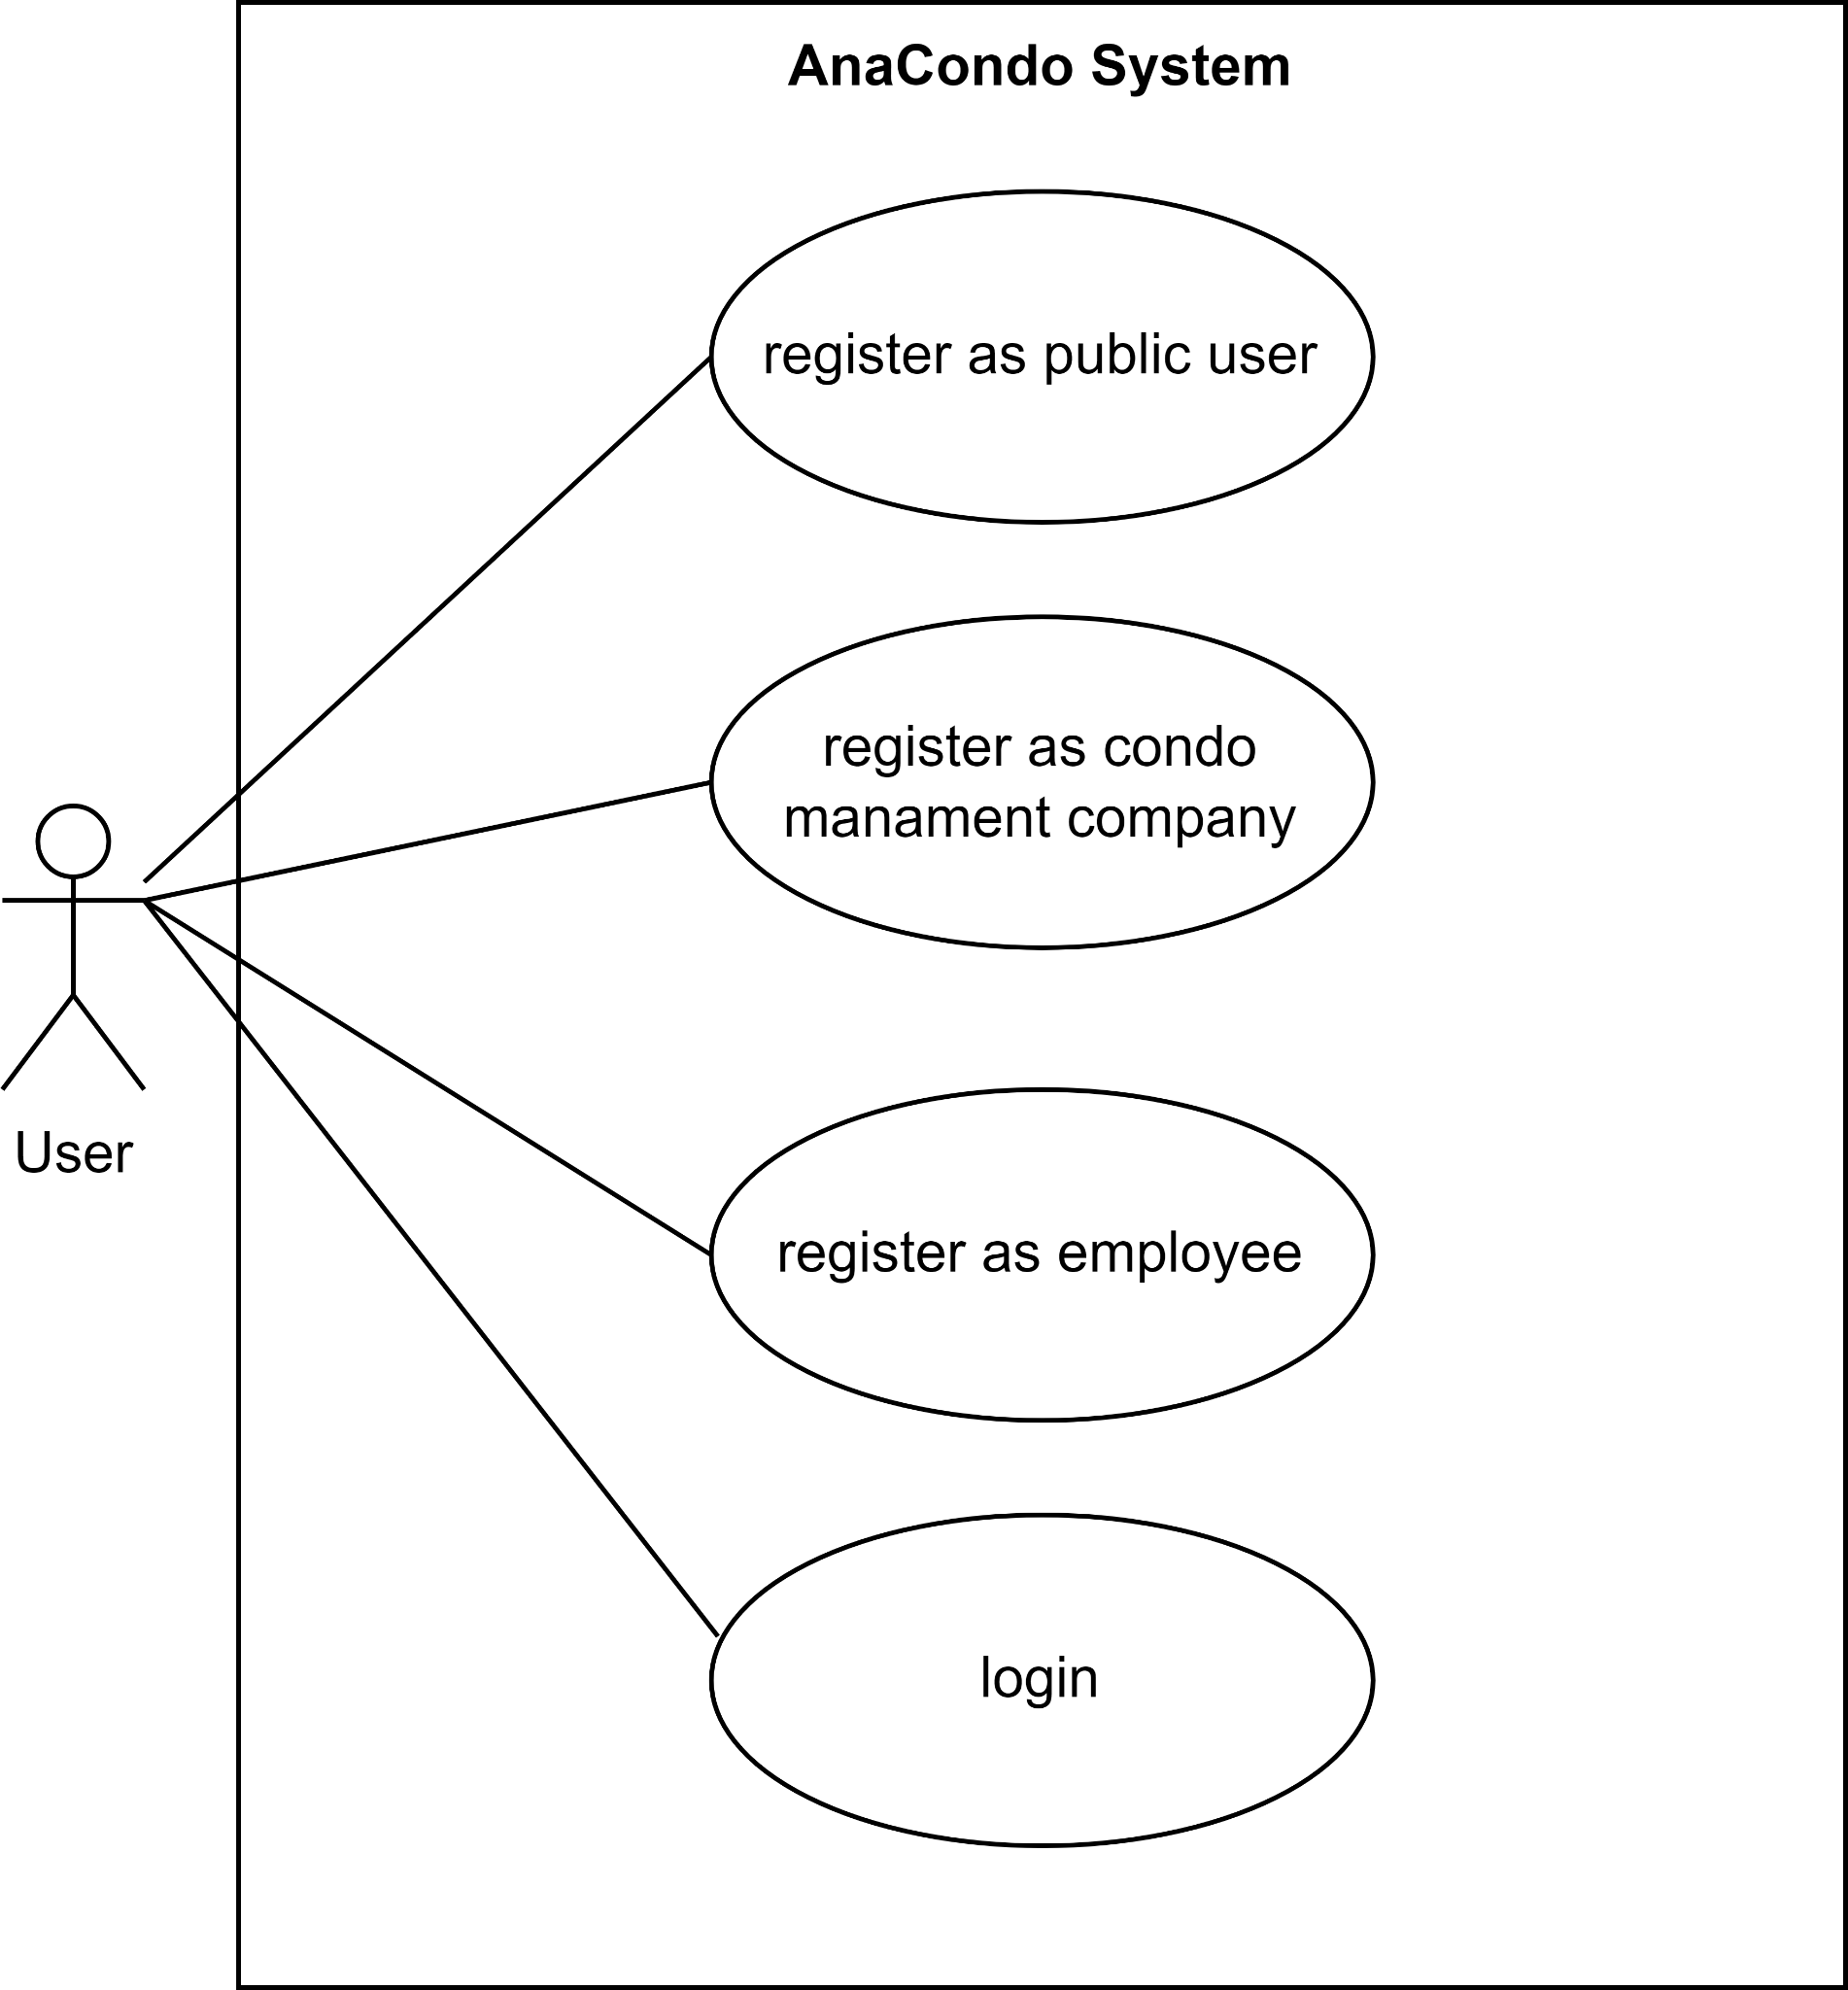 AnaCondo System
register as public user
register as condo
manament company
User
register as employee
login